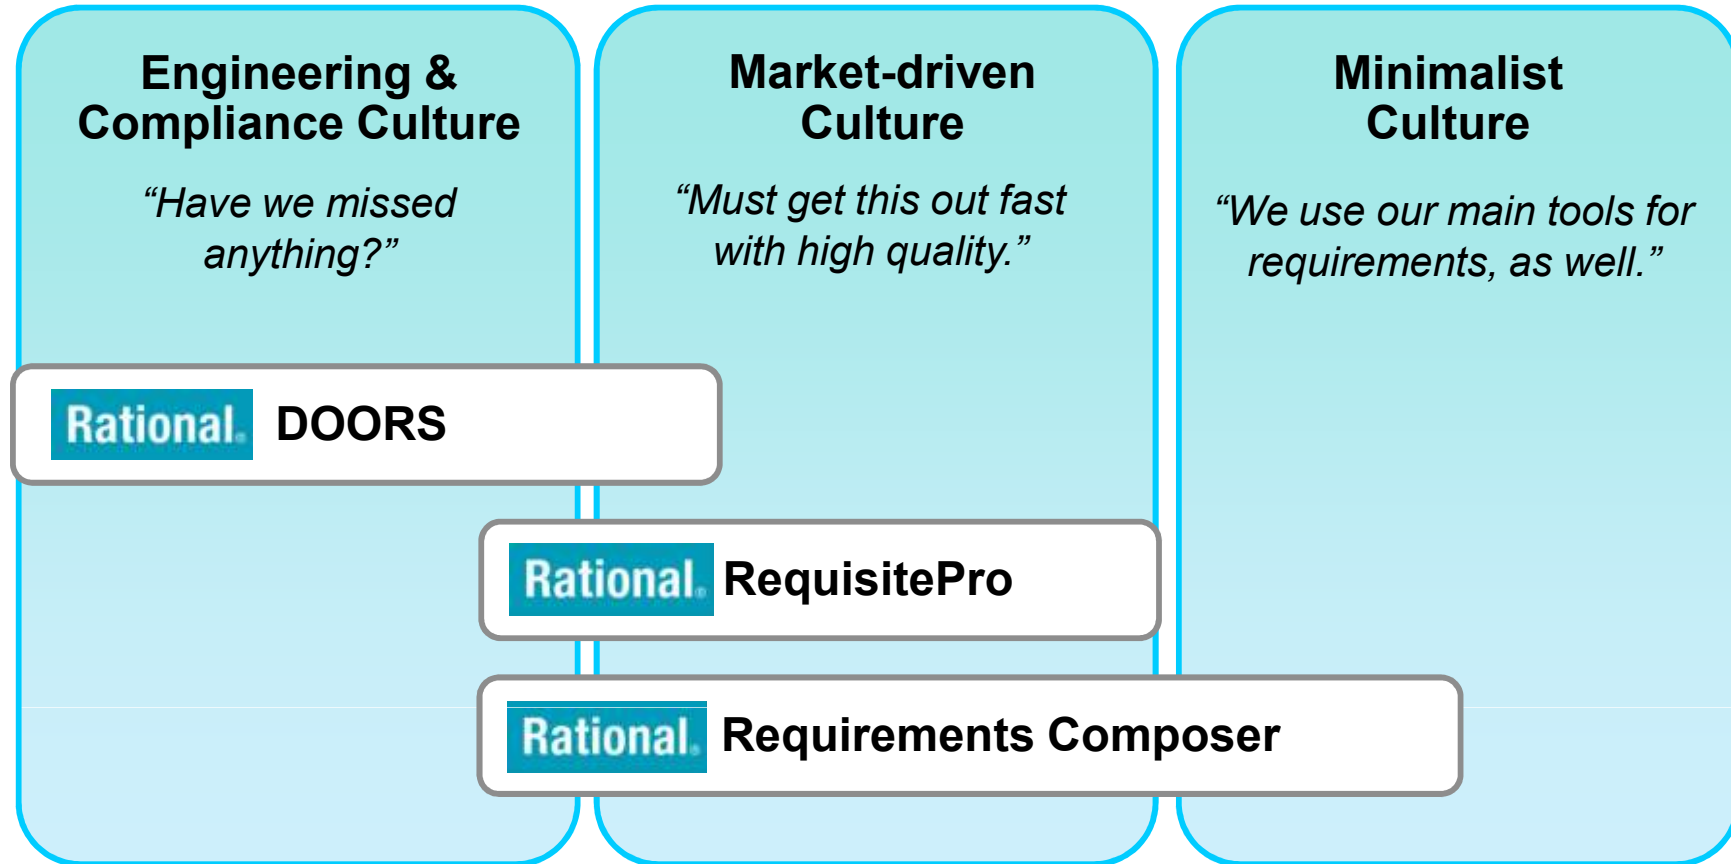 Engineering &
Compliance Culture
“Have we missed
anything?”
Market-driven
Culture
“Must get this out fast
with high quality.”
Minimalist
Culture
“We use our main tools for
requirements, as well.”
Rational® DOORS
Rational® RequisitePro
Rational® Requirements Composer